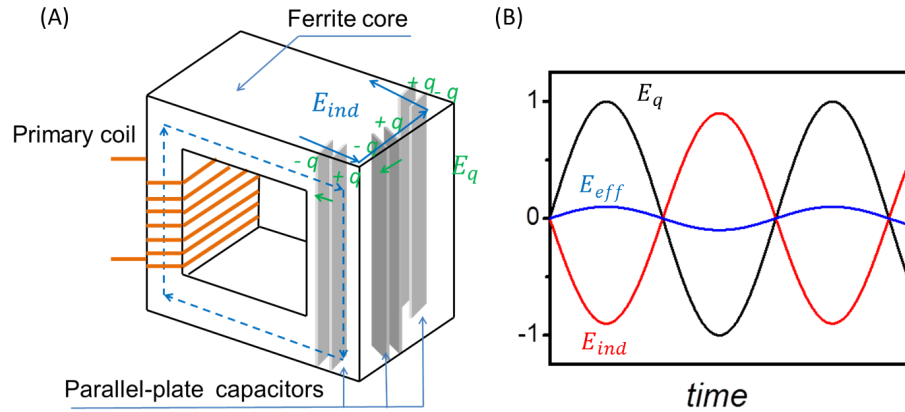 (A)
Ferrite core
Primary coil
E_ind
+ q
- q
+ q
- q
- q
+ q
E_q
Parallel-plate capacitors
(B)
1
0
-1
E_q
E_eff
E_ind
time